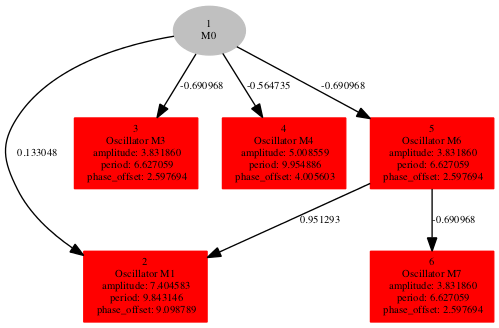 1
M0
-0.690968
-0.564735
-0.690968
3
Oscillator M3
amplitude: 3.831860
period: 6.627059
phase_offset: 2.597694
4
Oscillator M4
amplitude: 5.008559
period: 9.954886
phase_offset: 4.005603
5
Oscillator M6
amplitude: 3.831860
period: 6.627059
phase_offset: 2.597694
0.133048
0.951293
-0.690968
2
Oscillator M1
amplitude: 7.404583
period: 9.843146
phase_offset: 9.098789
6
Oscillator M7
amplitude: 3.831860
period: 6.627059
phase_offset: 2.597694